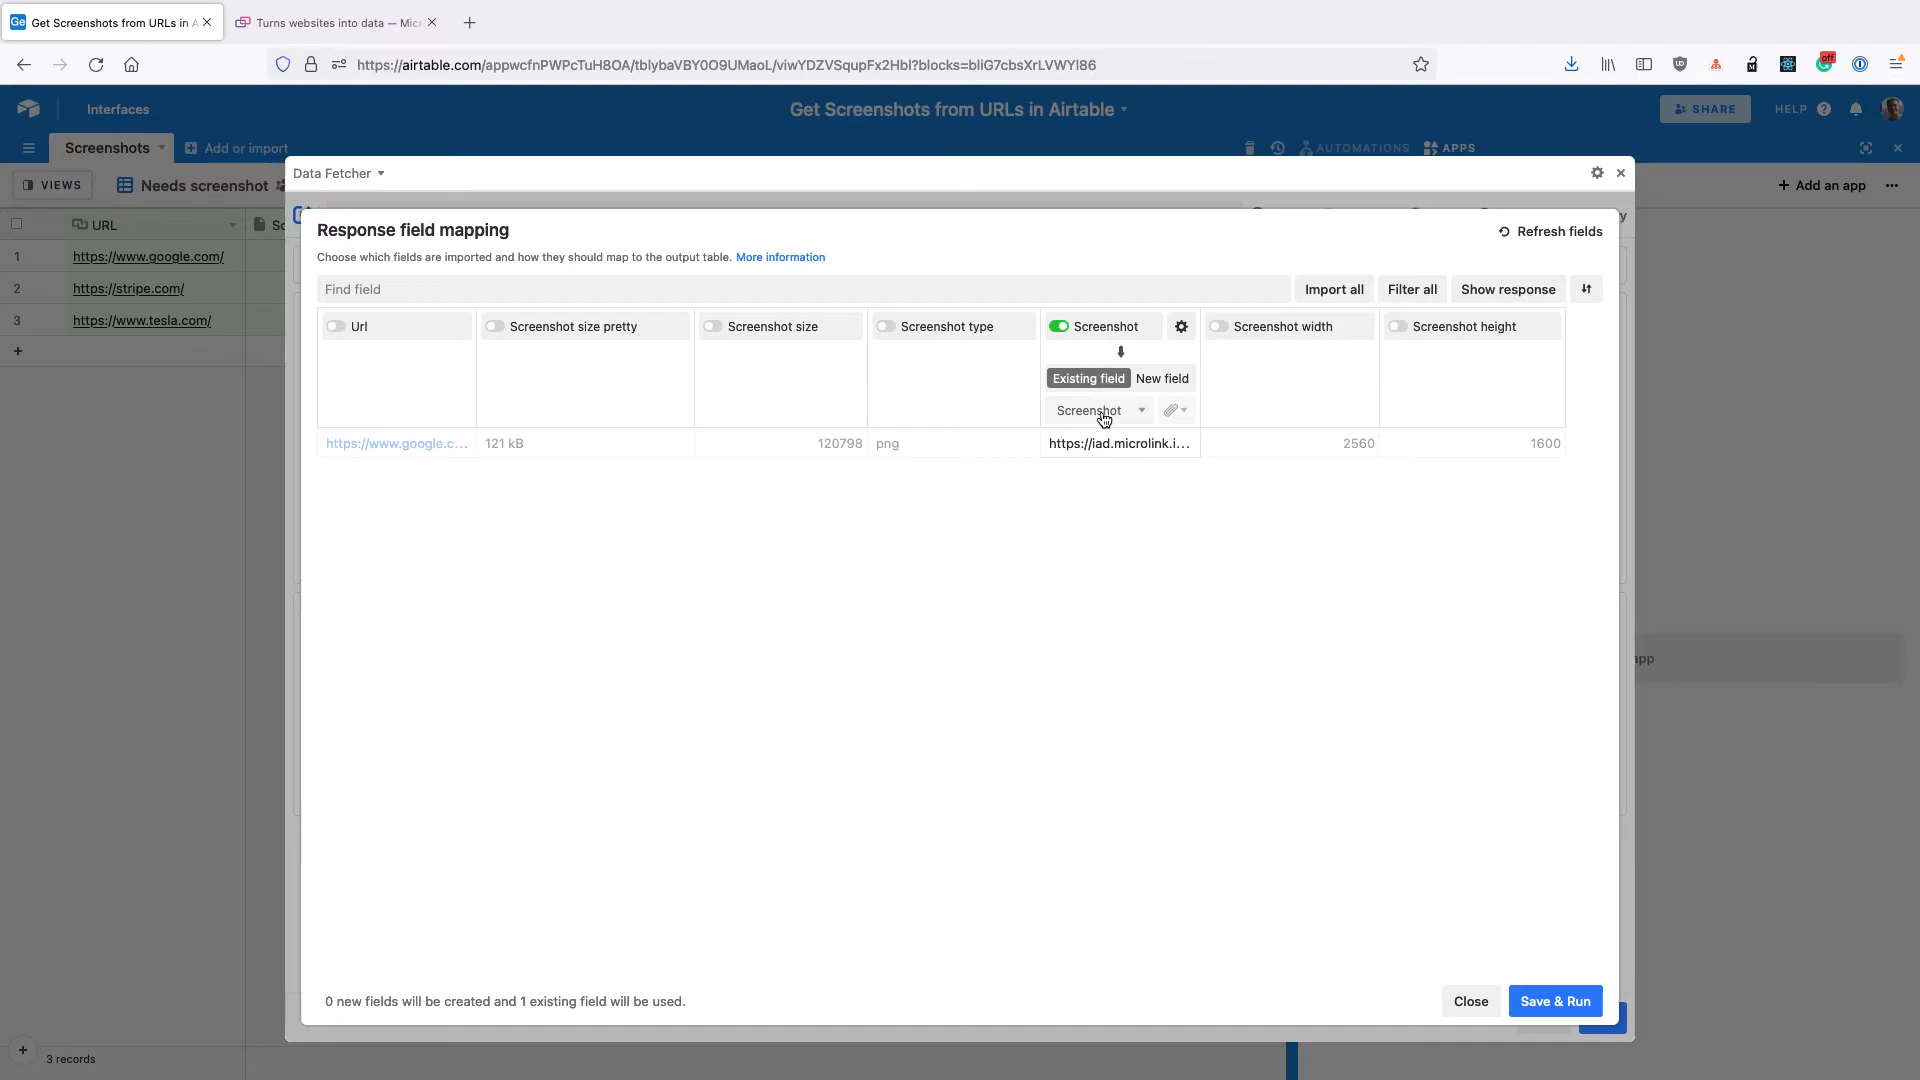 Ge Get Screenshots from URLs in A
Turns websites into data — Micr
https://airtable.com/appwcfnPWPcTuH8OA/tblybaVBY0O9UMaoL/viwYDZVSqupFx2Hbl?blocks=bliG7cbsXrLVWYl86
off
Interfaces
Get Screenshots from URLs in Airtable
SHARE
HELP
Screenshots
Add or import
AUTOMATIONS
APPS
VIEWS
Needs screenshot
Data Fetcher
Add an app
URL
Sc
1 https://www.google.com/
2 https://stripe.com/
3 https://www.tesla.com/
Response field mapping
Refresh fields
Choose which fields are imported and how they should map to the output table. More information
Find field
Import all
Filter all
Show response
Url
Screenshot size pretty
Screenshot size
Screenshot type
Screenshot
Screenshot width
Screenshot height
Existing field
New field
Screenshot
https://www.google.c...
121 kB
120798
png
https://iad.microlink.i...
2560
1600
app
0 new fields will be created and 1 existing field will be used.
Close
Save & Run
3 records